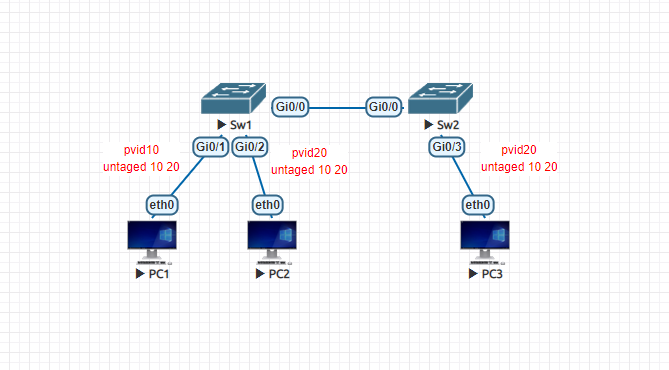 Gi0/0
Gi0/0
Sw1
Sw2
pvid10
untaged 10 20
Gi0/1
Gi0/2
pvid20
untaged 10 20
Gi0/3
pvid20
untaged 10 20
eth0
eth0
eth0
PC1
PC2
PC3